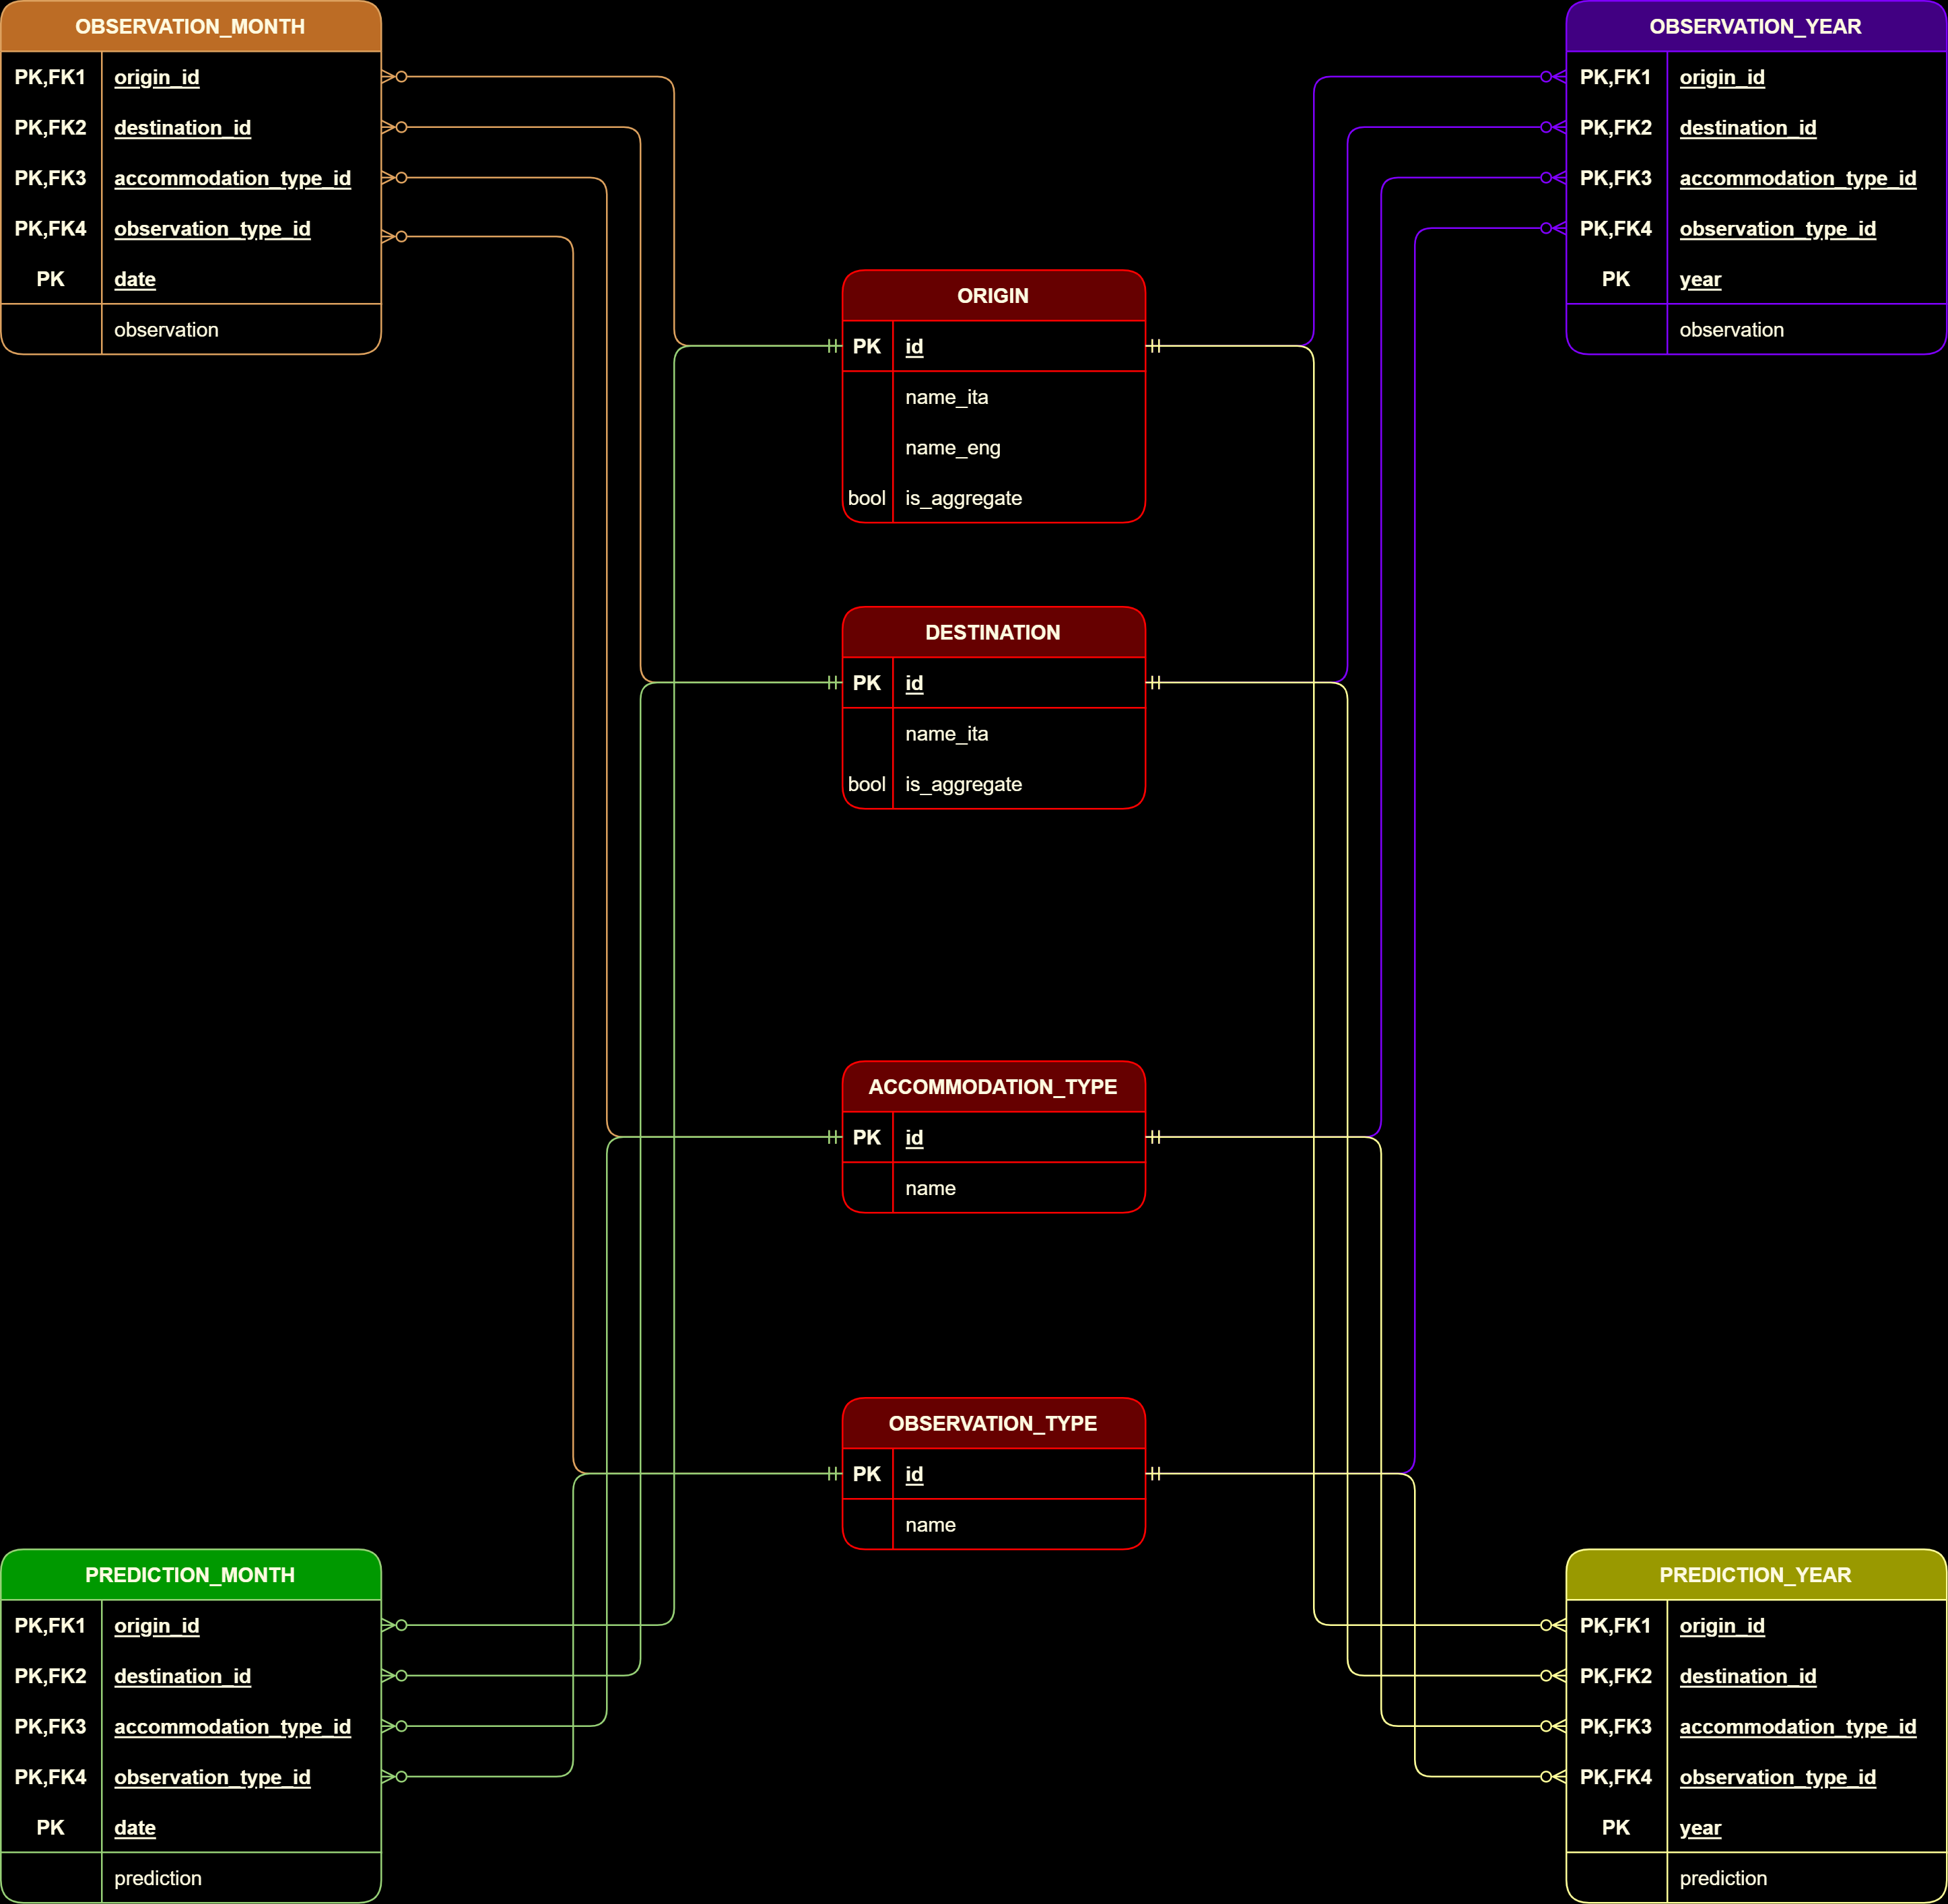 OBSERVATION_MONTH
PK,FK1 origin_id
PK,FK2 destination_id
PK,FK3 accommodation_type_id
PK,FK4 observation_type_id
PK date
observation
OBSERVATION_YEAR
PK,FK1 origin_id
PK,FK2 destination_id
PK,FK3 accommodation_type_id
PK,FK4 observation_type_id
PK year
observation
ORIGIN
PK id
name_ita
name_eng
bool is_aggregate
DESTINATION
PK id
name_ita
bool is_aggregate
ACCOMMODATION_TYPE
PK id
name
OBSERVATION_TYPE
PK id
name
PREDICTION_MONTH
PK,FK1 origin_id
PK,FK2 destination_id
PK,FK3 accommodation_type_id
PK,FK4 observation_type_id
PK date
prediction
PREDICTION_YEAR
PK,FK1 origin_id
PK,FK2 destination_id
PK,FK3 accommodation_type_id
PK,FK4 observation_type_id
PK year
prediction